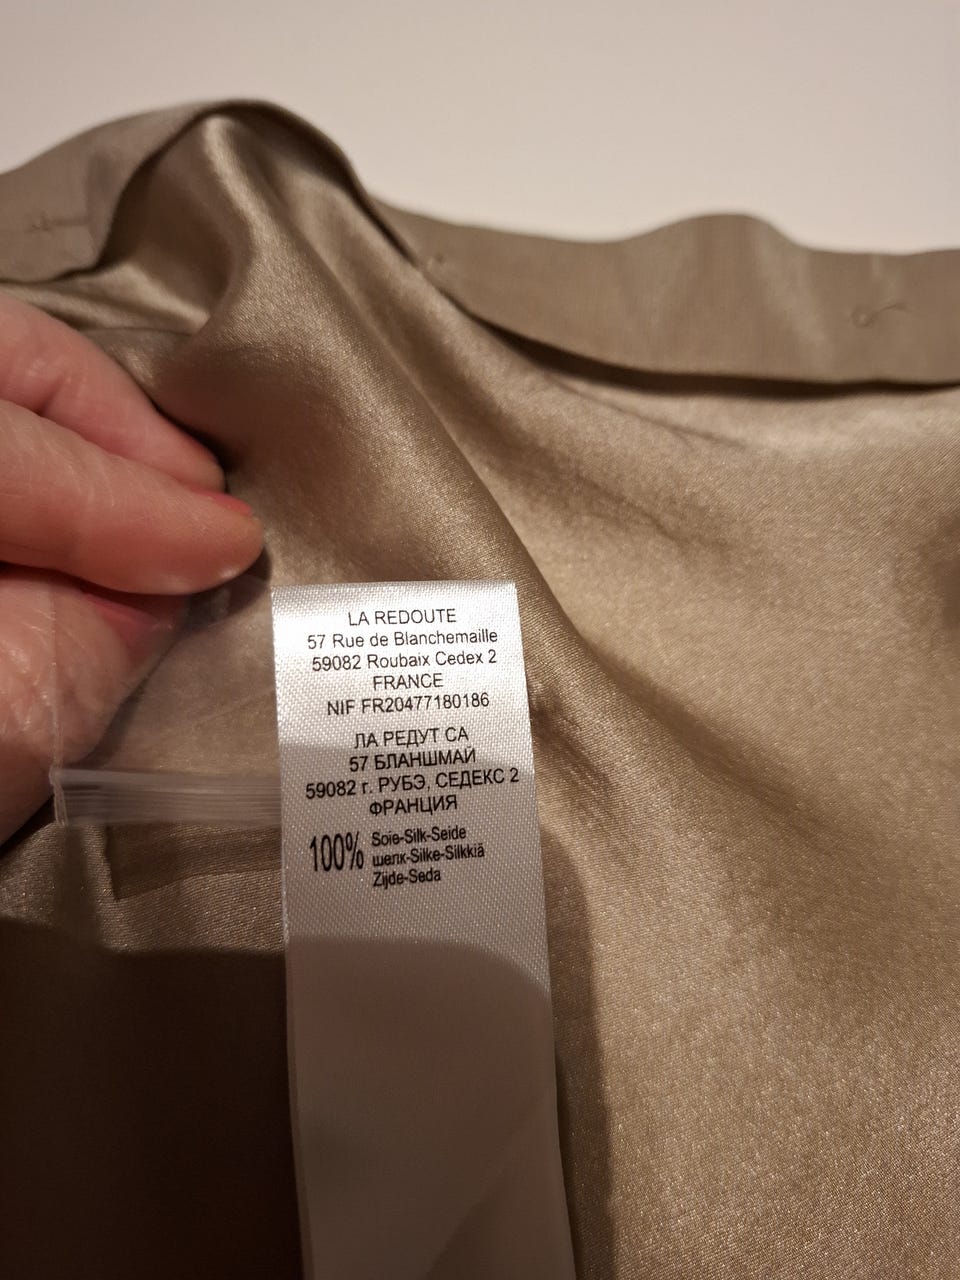 LA REDOUTE
57 Rue de Blanchemaille
59082 Roubaix Cedex 2
FRANCE
NIF FR20477180186
ЛА РЕДУТ СА
57 БЛАНШМАЙ
59082 г. РУБЭ, СЕДЕКС 2
ФРАНЦИЯ
100% Soie-Silk-Seide
шелк-Silke-Silkkiä
Zijde-Seda